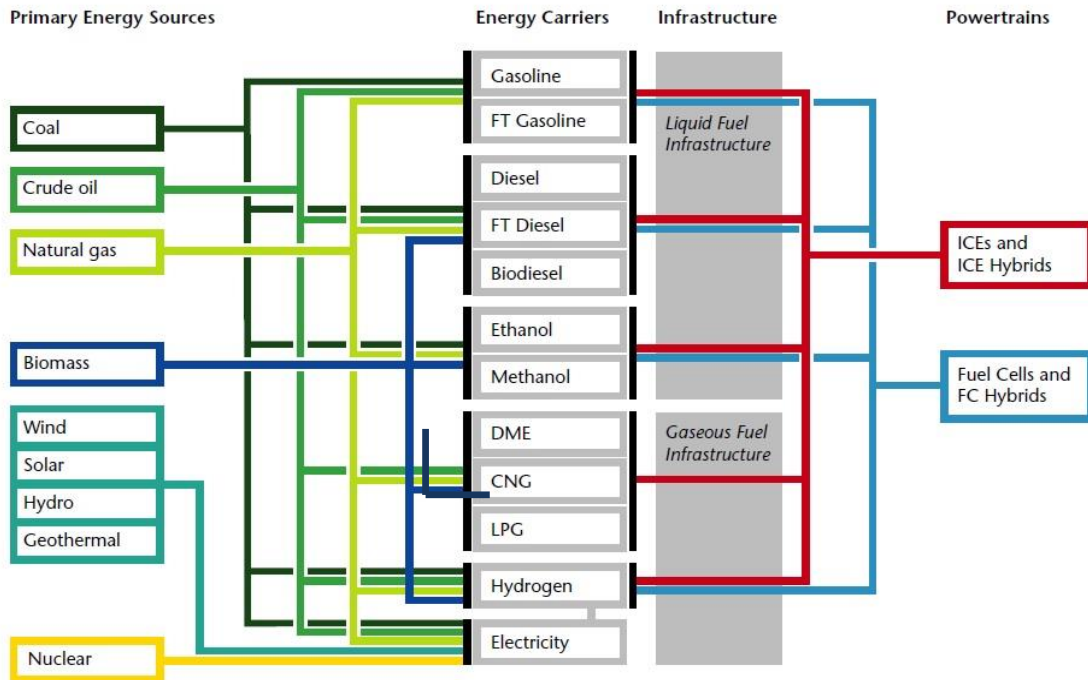 Primary Energy Sources
Energy Carriers
Infrastructure
Powertrains
Coal
Crude oil
Natural gas
Biomass
Wind
Solar
Hydro
Geothermal
Nuclear
Gasoline
FT Gasoline
Diesel
FT Diesel
Biodiesel
Ethanol
Methanol
DME
CNG
LPG
Hydrogen
Electricity
Liquid Fuel
Infrastructure
Gaseous Fuel
Infrastructure
ICEs and
ICE Hybrids
Fuel Cells and
FC Hybrids